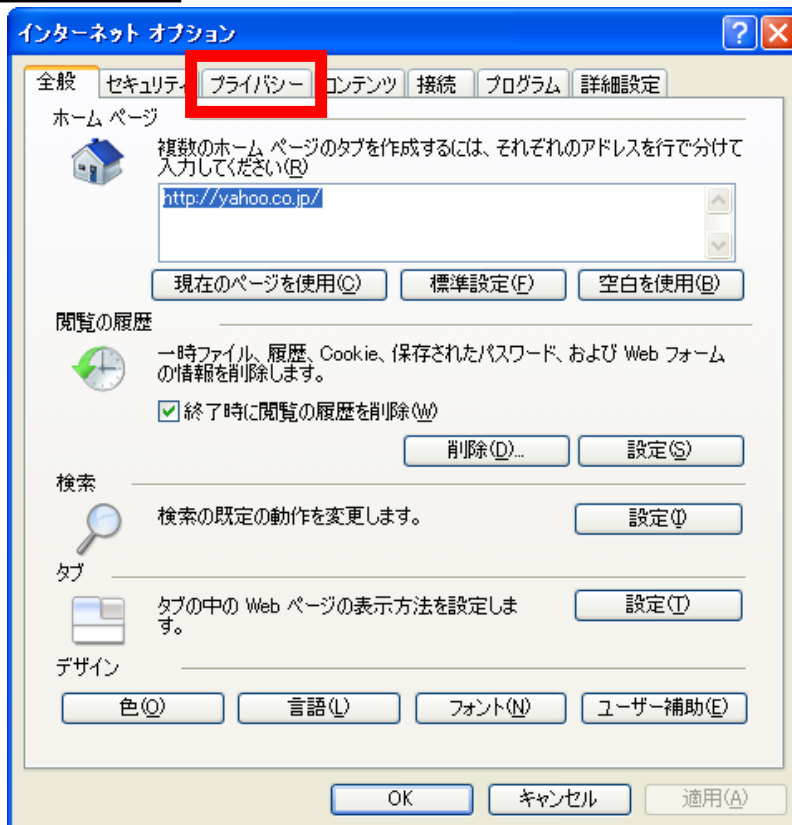 インターネット オプション
全般 セキュリティ プライバシー コンテンツ 接続 プログラム 詳細設定
ホーム ページ
複数のホーム ページのタブを作成するには、それぞれのアドレスを行で分けて
入力してください(R)
http://yahoo.co.jp/
現在のページを使用(C) 標準設定(F) 空白を使用(B)
閲覧の履歴
一時ファイル、履歴、Cookie、保存されたパスワード、および Web フォーム
の情報を削除します。
終了時に閲覧の履歴を削除(W)
削除(D)... 設定(S)
検索
検索の既定の動作を変更します。
設定(I)
タブ
タブの中の Web ページの表示方法を設定しま
す。
設定(T)
デザイン
色(O) 言語(L) フォント(N) ユーザー補助(E)
OK キャンセル 適用(A)